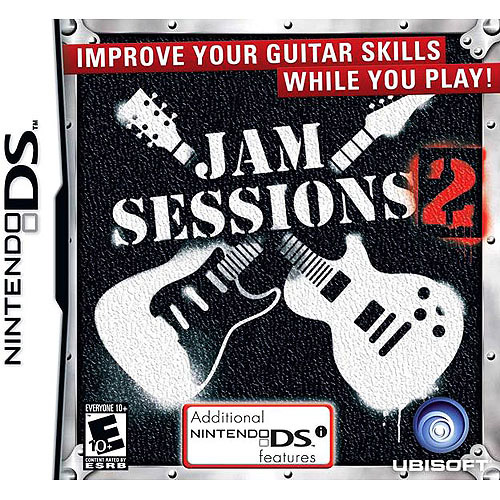 IMPROVE YOUR GUITAR SKILLS
WHILE YOU PLAY!
NINTENDO DS™
JAM
SESSIONS 2
EVERYONE 10+
E
10+
CONTENT RATED BY
ESRB
Additional
NINTENDO DSi
features
UBISOFT